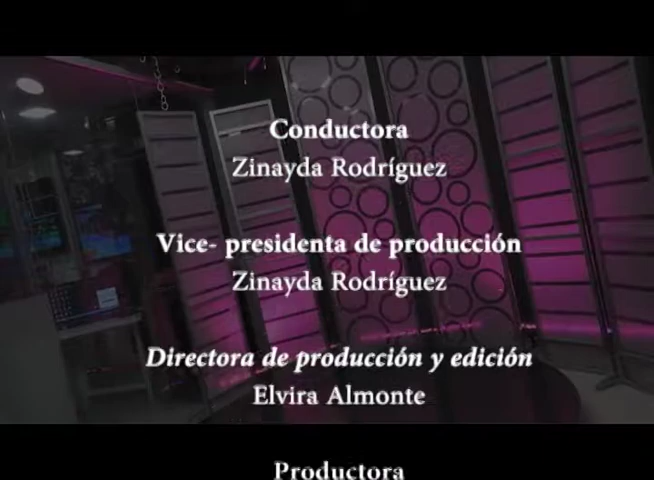 Conductora
Zinayda Rodríguez
Vice- presidenta de producción
Zinayda Rodríguez
Directora de producción y edición
Elvira Almonte
Productora